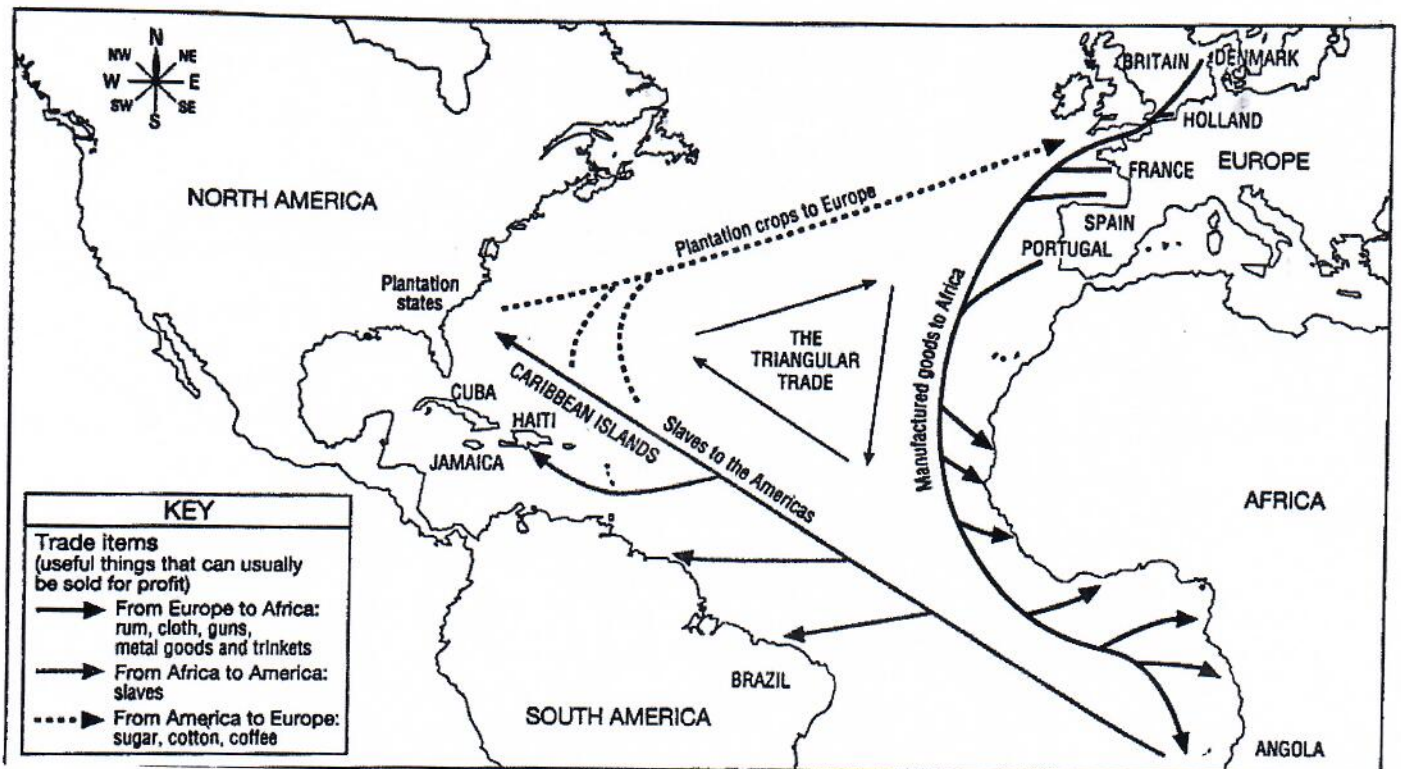 N
NW
NE
W
E
SW
SE
S
NORTH AMERICA
BRITAIN
DENMARK
HOLLAND
FRANCE
EUROPE
SPAIN
PORTUGAL
Plantation crops to Europe
Plantation
states
THE
TRIANGULAR
TRADE
Manufactured goods to Africa
CUBA
HAITI
JAMAICA
CARIBBEAN ISLANDS
Slaves to the Americas
AFRICA
BRAZIL
SOUTH AMERICA
ANGOLA
KEY
Trade items
(useful things that can usually
be sold for profit)
From Europe to Africa:
rum, cloth, guns,
metal goods and trinkets
From Africa to America:
slaves
From America to Europe:
sugar, cotton, coffee